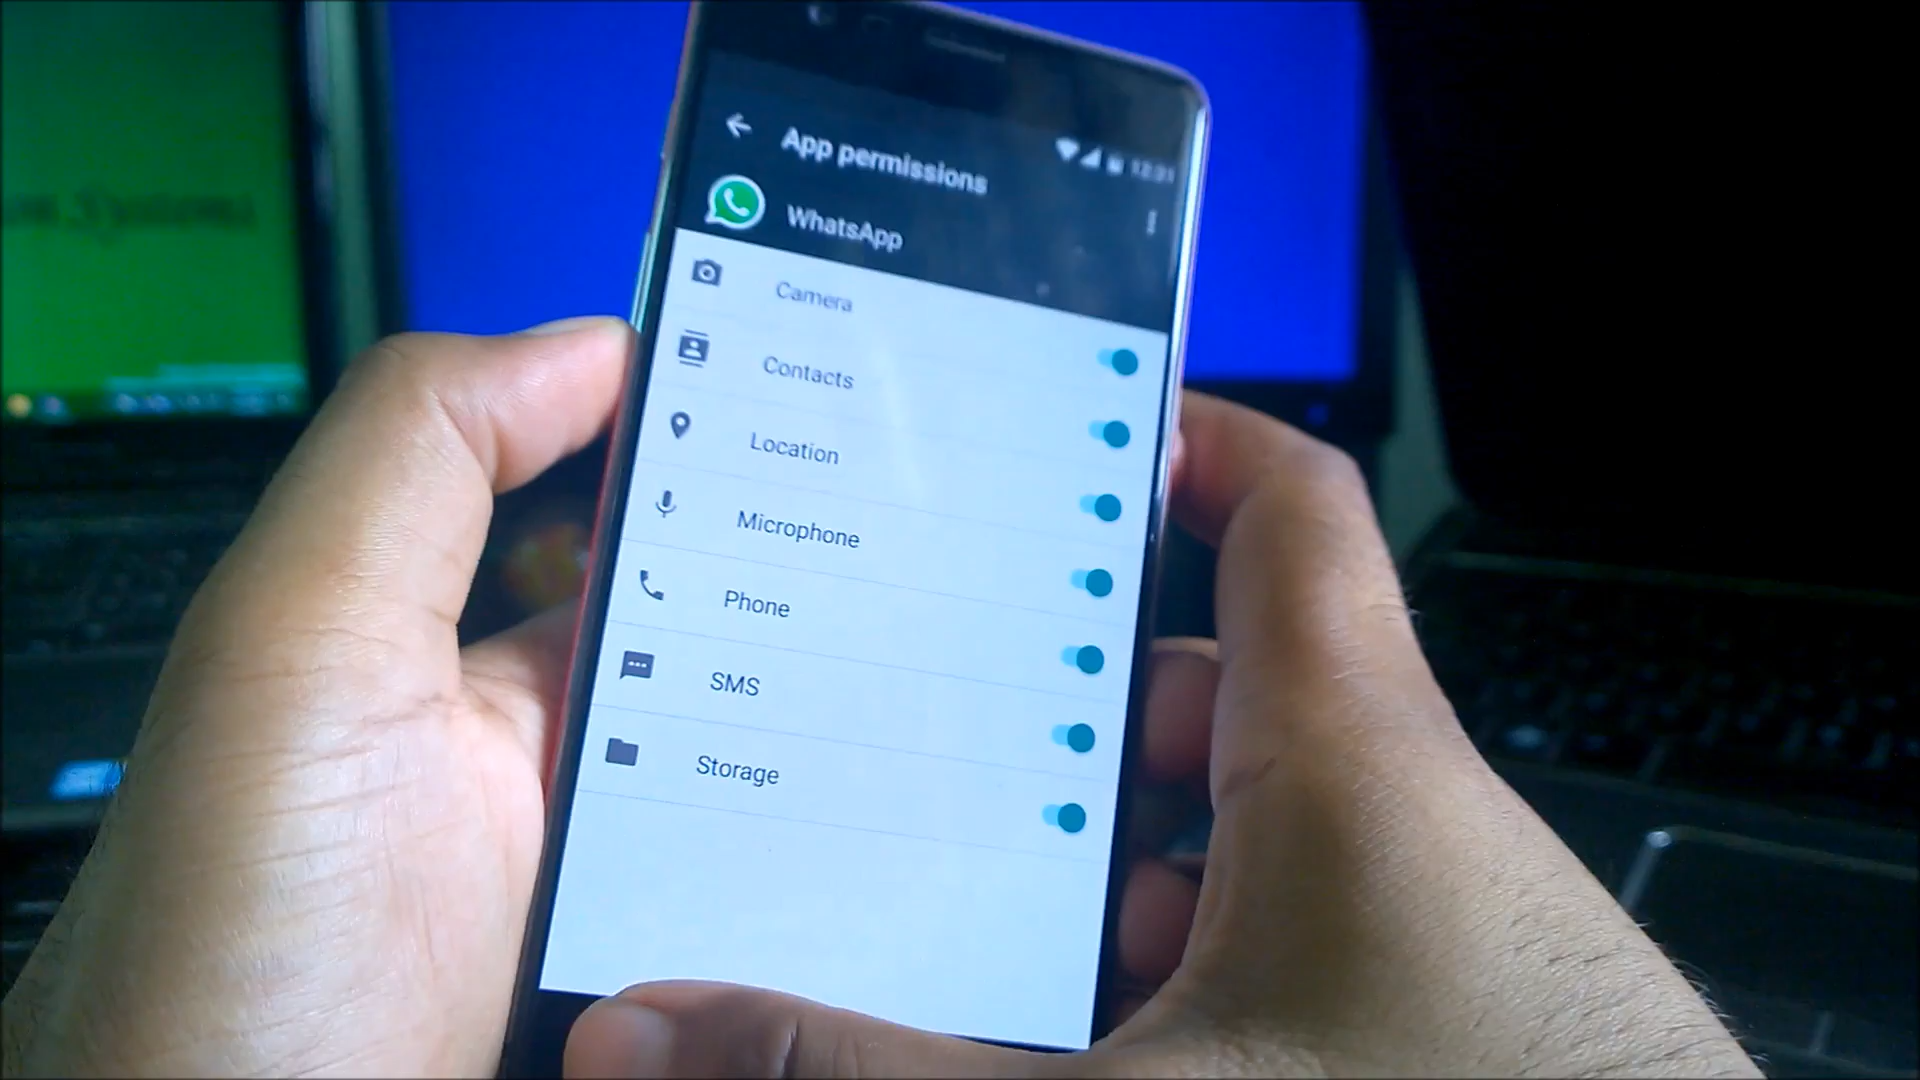 App permissions
WhatsApp
Camera
Contacts
Location
Microphone
Phone
SMS
Storage